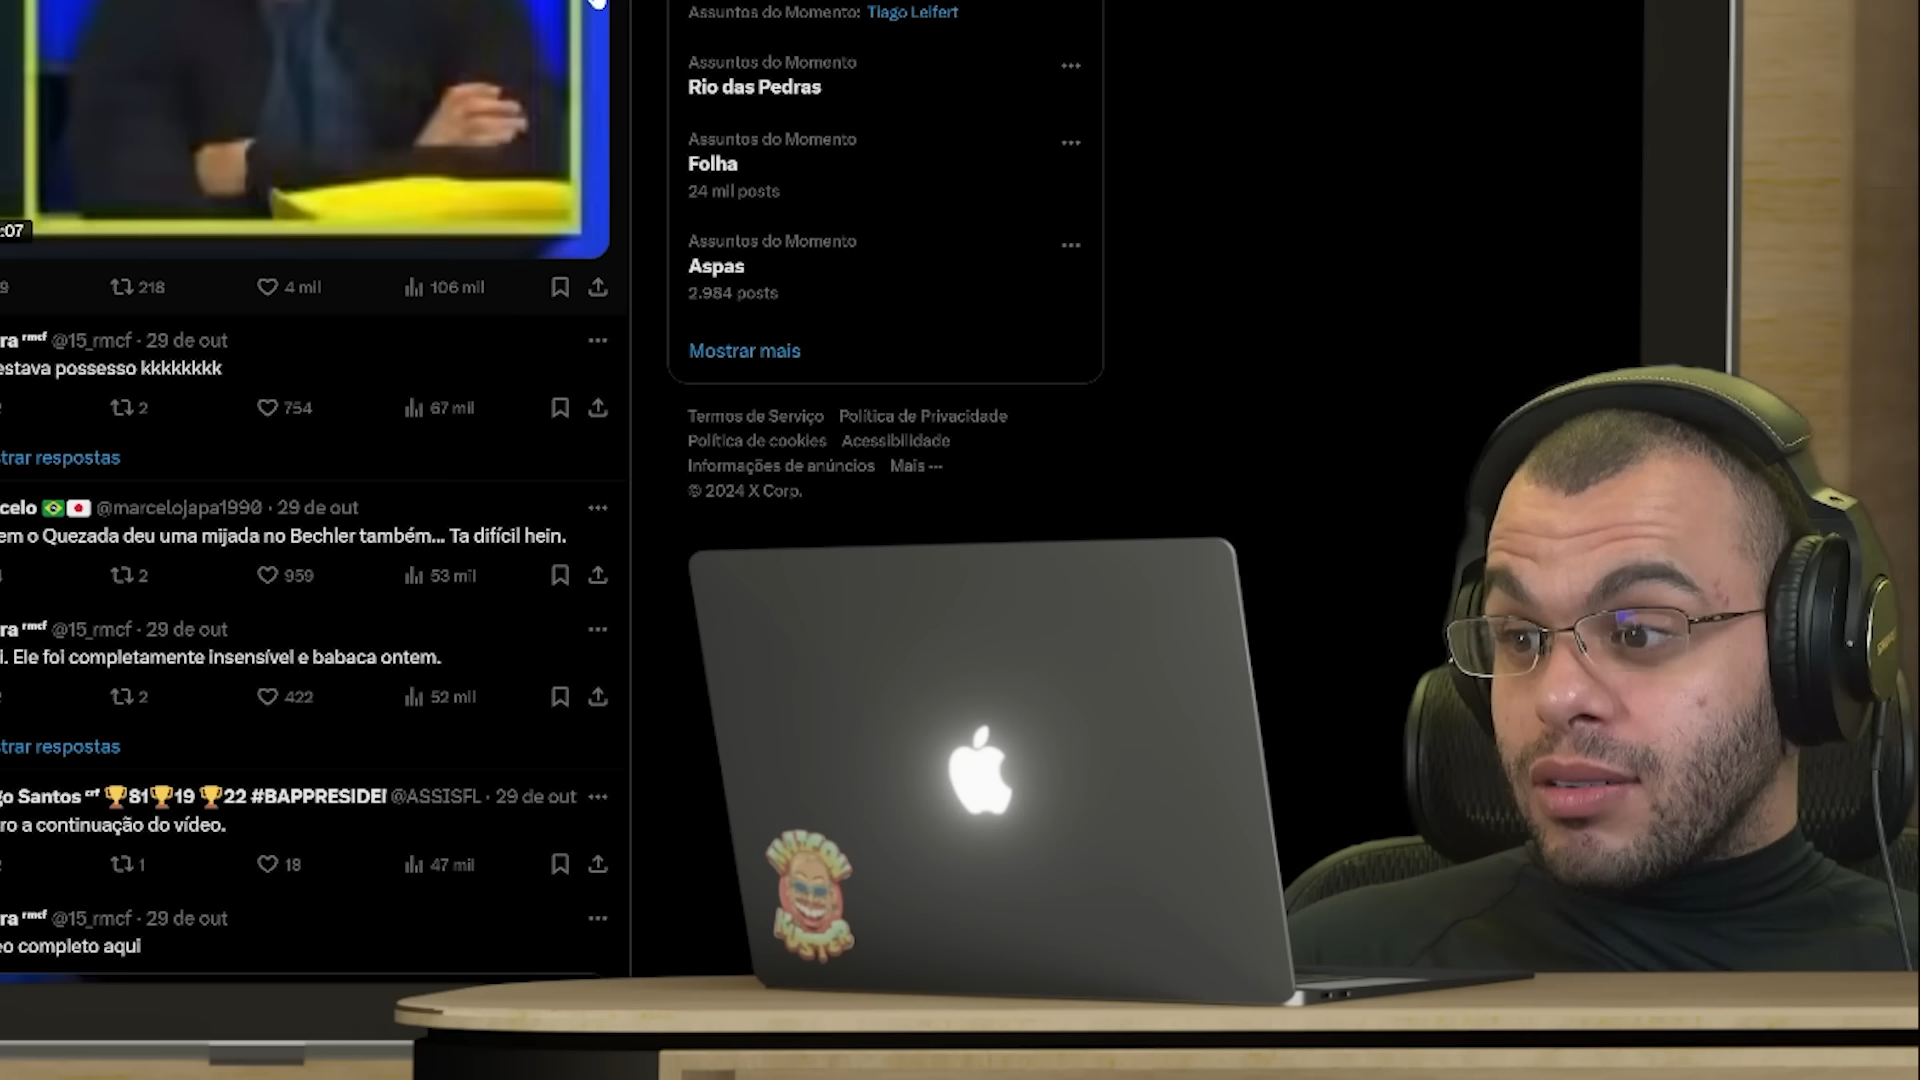 :07
9
218
4 mil
106 mil
ra ʳᵐᶜᶠ @15_rmcf · 29 de out
estava possesso kkkkkkkk
2
754
67 mil
trar respostas
celo @marcelojapa1990 · 29 de out
em o Quezada deu uma mijada no Bechler também... Ta difícil hein.
2
959
53 mil
ra ʳᵐᶜᶠ @15_rmcf · 29 de out
i. Ele foi completamente insensível e babaca ontem.
2
422
52 mil
trar respostas
go Santos ᶜʳᶠ 🏆81🏆19 🏆22 #BAPPRESIDEI @ASSISFL · 29 de out
ro a continuação do vídeo.
1
18
47 mil
ra ʳᵐᶜᶠ @15_rmcf · 29 de out
eo completo aqui
Assuntos do Momento: Tiago Leifert
Assuntos do Momento
Rio das Pedras
Assuntos do Momento
Folha
24 mil posts
Assuntos do Momento
Aspas
2.984 posts
Mostrar mais
Termos de Serviço Política de Privacidade
Política de cookies Acessibilidade
Informações de anúncios Mais ···
© 2024 X Corp.